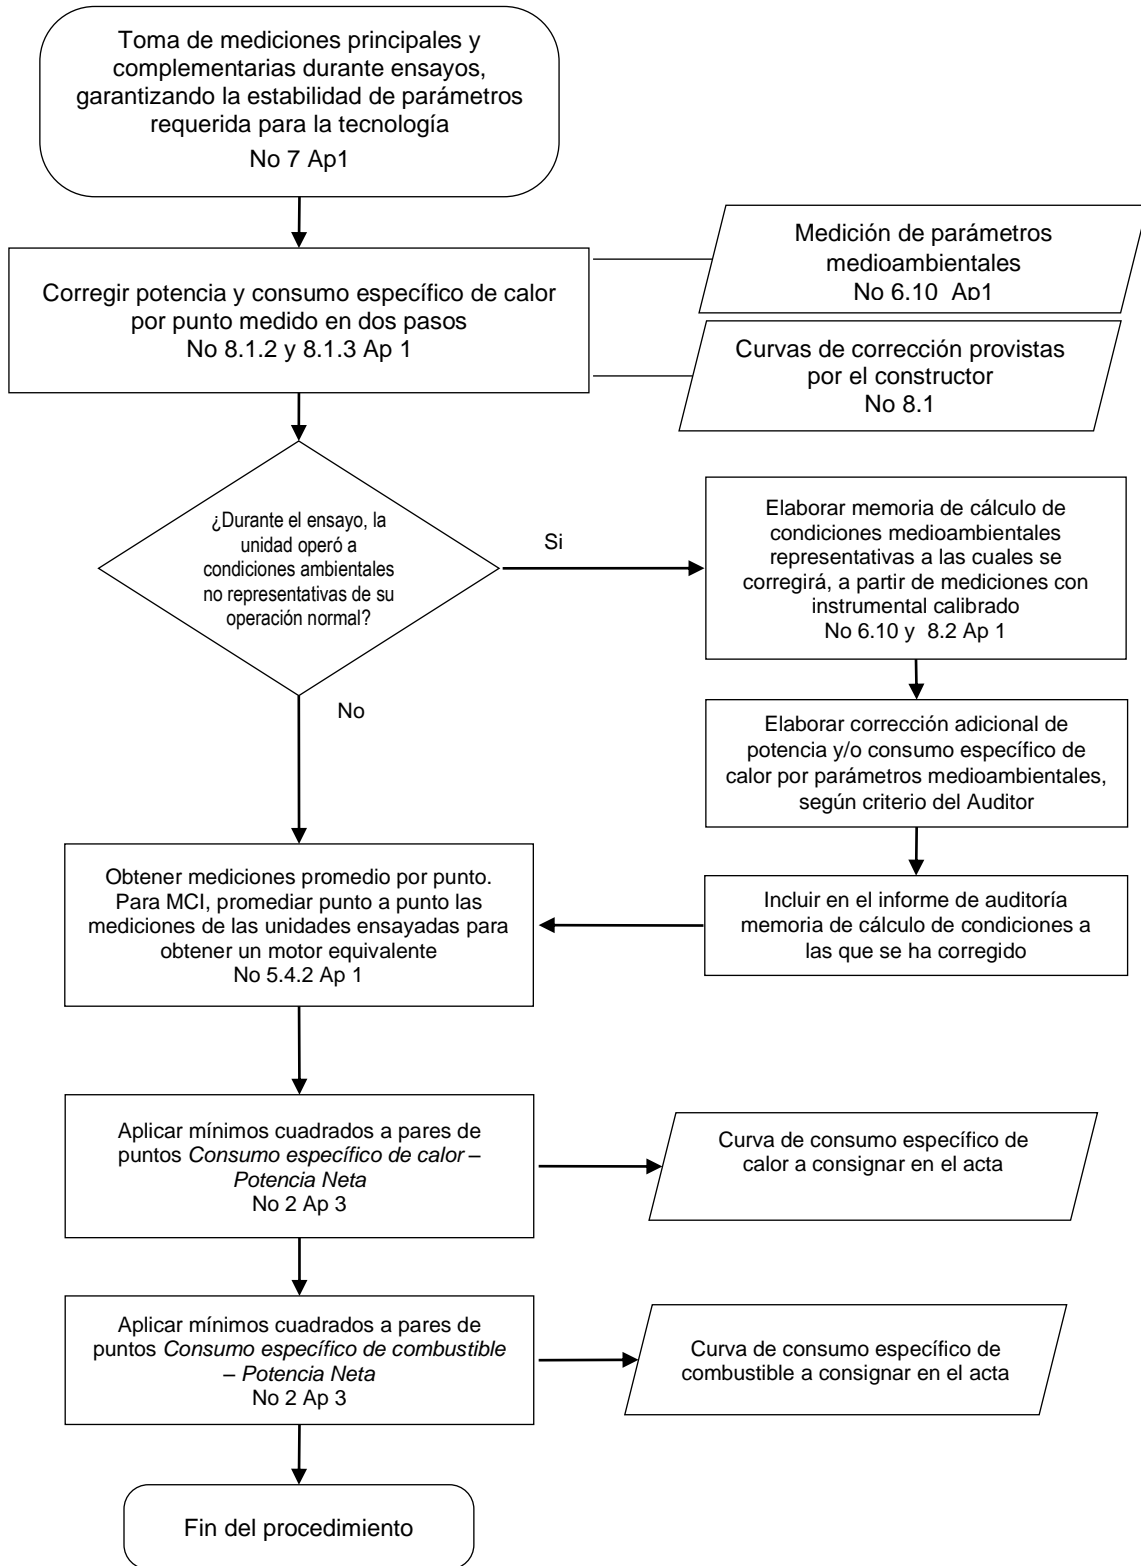 Toma de mediciones principales y
complementarias durante ensayos,
garantizando la estabilidad de parámetros
requerida para la tecnología
No 7 Ap1
Medición de parámetros
medioambientales
No 6.10 Ap1
Corregir potencia y consumo específico de calor
por punto medido en dos pasos
No 8.1.2 y 8.1.3 Ap 1
Curvas de corrección provistas
por el constructor
No 8.1
¿Durante el ensayo, la
unidad operó a
condiciones ambientales
no representativas de su
operación normal?
Si
Elaborar memoria de cálculo de
condiciones medioambientales
representativas a las cuales se
corregirá, a partir de mediciones con
instrumental calibrado
No 6.10 y 8.2 Ap 1
No
Elaborar corrección adicional de
potencia y/o consumo específico de
calor por parámetros medioambientales,
según criterio del Auditor
Incluir en el informe de auditoría
memoria de cálculo de condiciones a
las que se ha corregido
Obtener mediciones promedio por punto.
Para MCI, promediar punto a punto las
mediciones de las unidades ensayadas para
obtener un motor equivalente
No 5.4.2 Ap 1
Aplicar mínimos cuadrados a pares de
puntos Consumo específico de calor –
Potencia Neta
No 2 Ap 3
Curva de consumo específico de
calor a consignar en el acta
Aplicar mínimos cuadrados a pares de
puntos Consumo específico de combustible
– Potencia Neta
No 2 Ap 3
Curva de consumo específico de
combustible a consignar en el acta
Fin del procedimiento